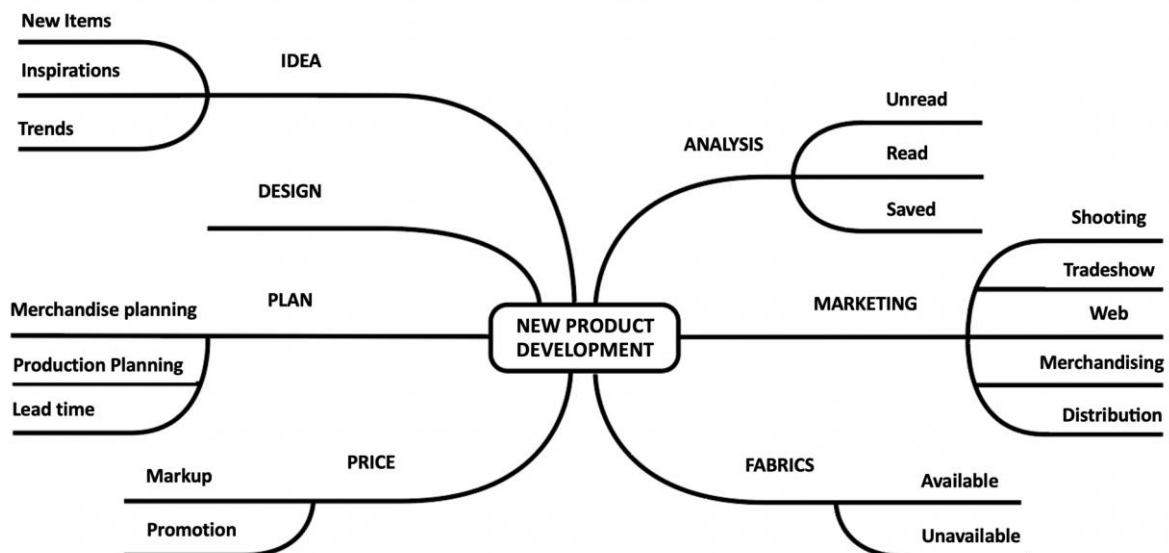 New Items
Inspirations
Trends
IDEA
DESIGN
PLAN
Merchandise planning
Production Planning
Lead time
PRICE
Markup
Promotion
NEW PRODUCT
DEVELOPMENT
ANALYSIS
Unread
Read
Saved
MARKETING
Shooting
Tradeshow
Web
Merchandising
Distribution
FABRICS
Available
Unavailable